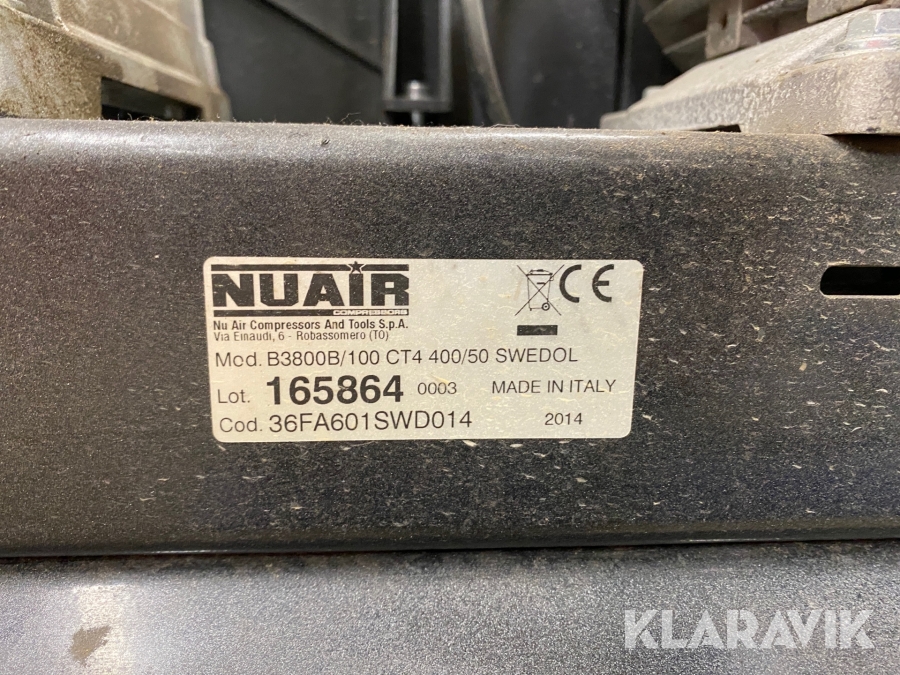 NUAIR
COMPRESSORS
Nu Air Compressors And Tools S.p.A.
Via Einaudi, 6 - Robassomero (TO)
CE
Mod. B3800B/100 CT4 400/50 SWEDOL
Lot. 165864 0003 MADE IN ITALY
Cod. 36FA601SWD014 2014
KLARAVIK